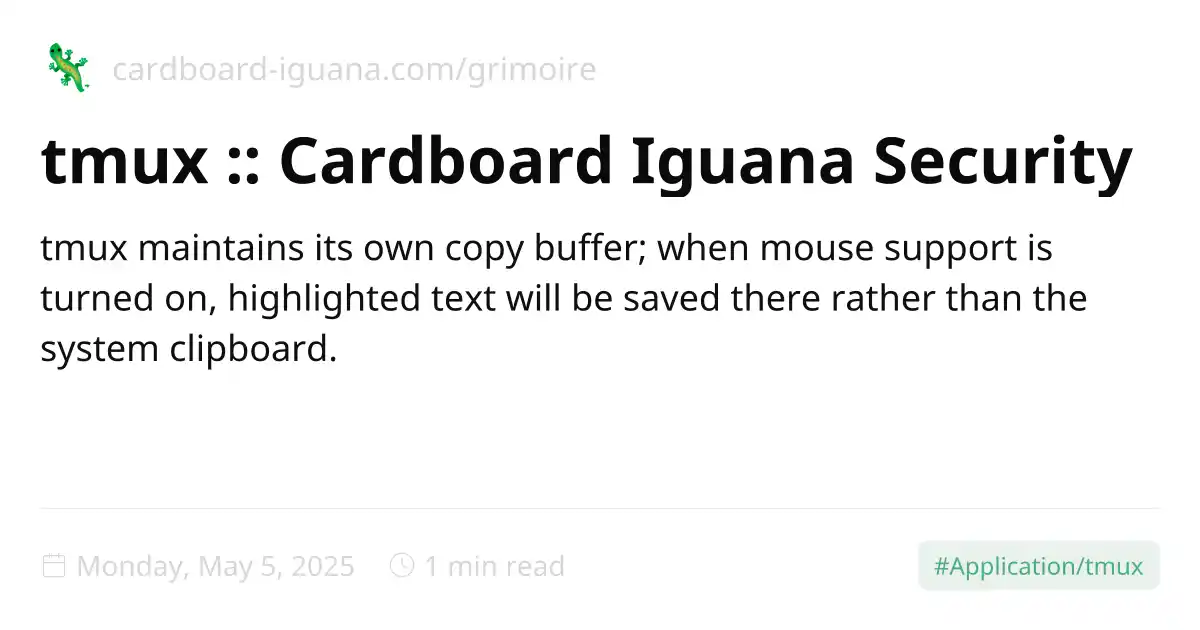 cardboard-iguana.com/grimoire
tmux :: Cardboard Iguana Security
tmux maintains its own copy buffer; when mouse support is
turned on, highlighted text will be saved there rather than the
system clipboard.
Monday, May 5, 2025 1 min read #Application/tmux